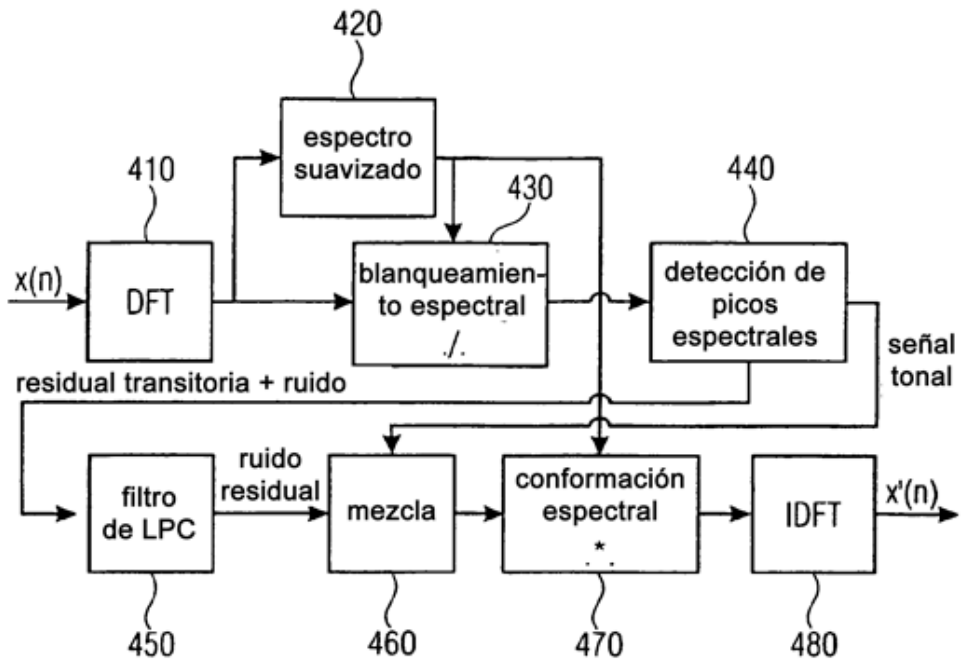 420
espectro
suavizado
410
430
440
x(n)
DFT
blanqueamien-
to espectral
./.
detección de
picos
espectrales
señal
tonal
residual transitoria + ruido
filtro
de LPC
ruido
residual
mezcla
conformación
espectral
. * .
IDFT
x'(n)
450
460
470
480